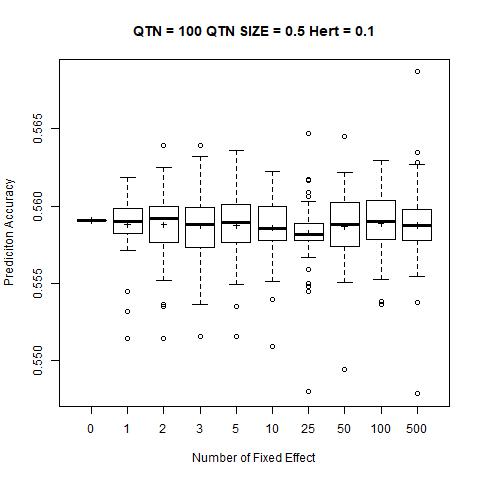 QTN = 100 QTN SIZE = 0.5 Hert = 0.1
Prediciton Accuracy
0.565
0.560
0.555
0.550
0 1 2 3 5 10 25 50 100 500
Number of Fixed Effect